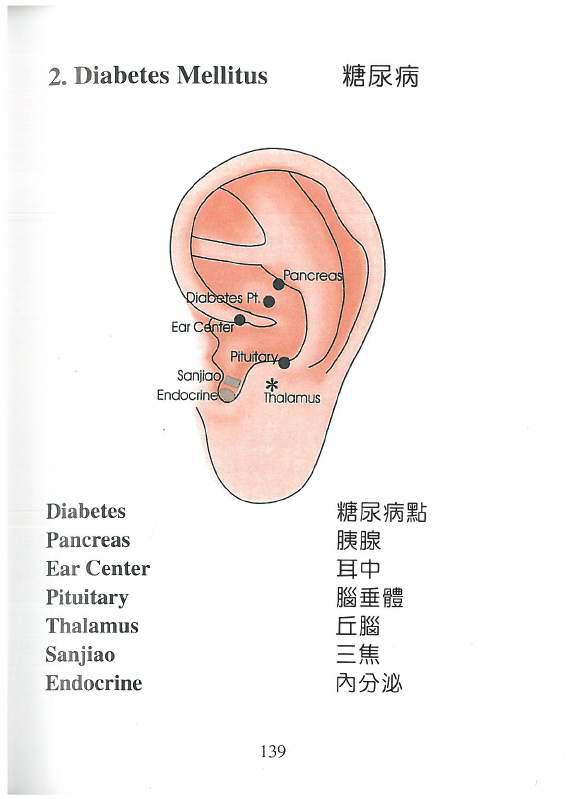 2. Diabetes Mellitus 糖尿病
Pancreas
Diabetes Pt.
Ear Center
Pituitary
Sanjiao
Endocrine
*
Thalamus
Diabetes 糖尿病點
Pancreas 胰腺
Ear Center 耳中
Pituitary 腦垂體
Thalamus 丘腦
Sanjiao 三焦
Endocrine 內分泌
139